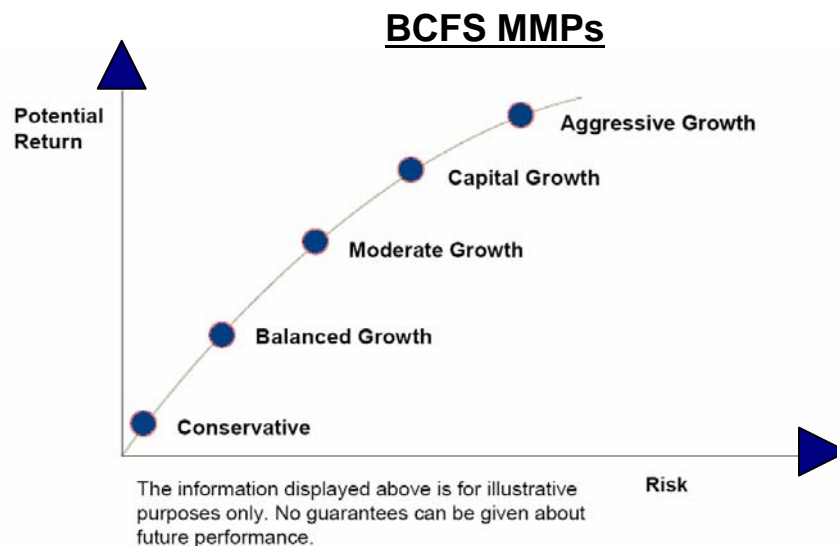 BCFS MMPs
Potential
Return
Aggressive Growth
Capital Growth
Moderate Growth
Balanced Growth
Conservative
The information displayed above is for illustrative
purposes only. No guarantees can be given about
future performance.
Risk